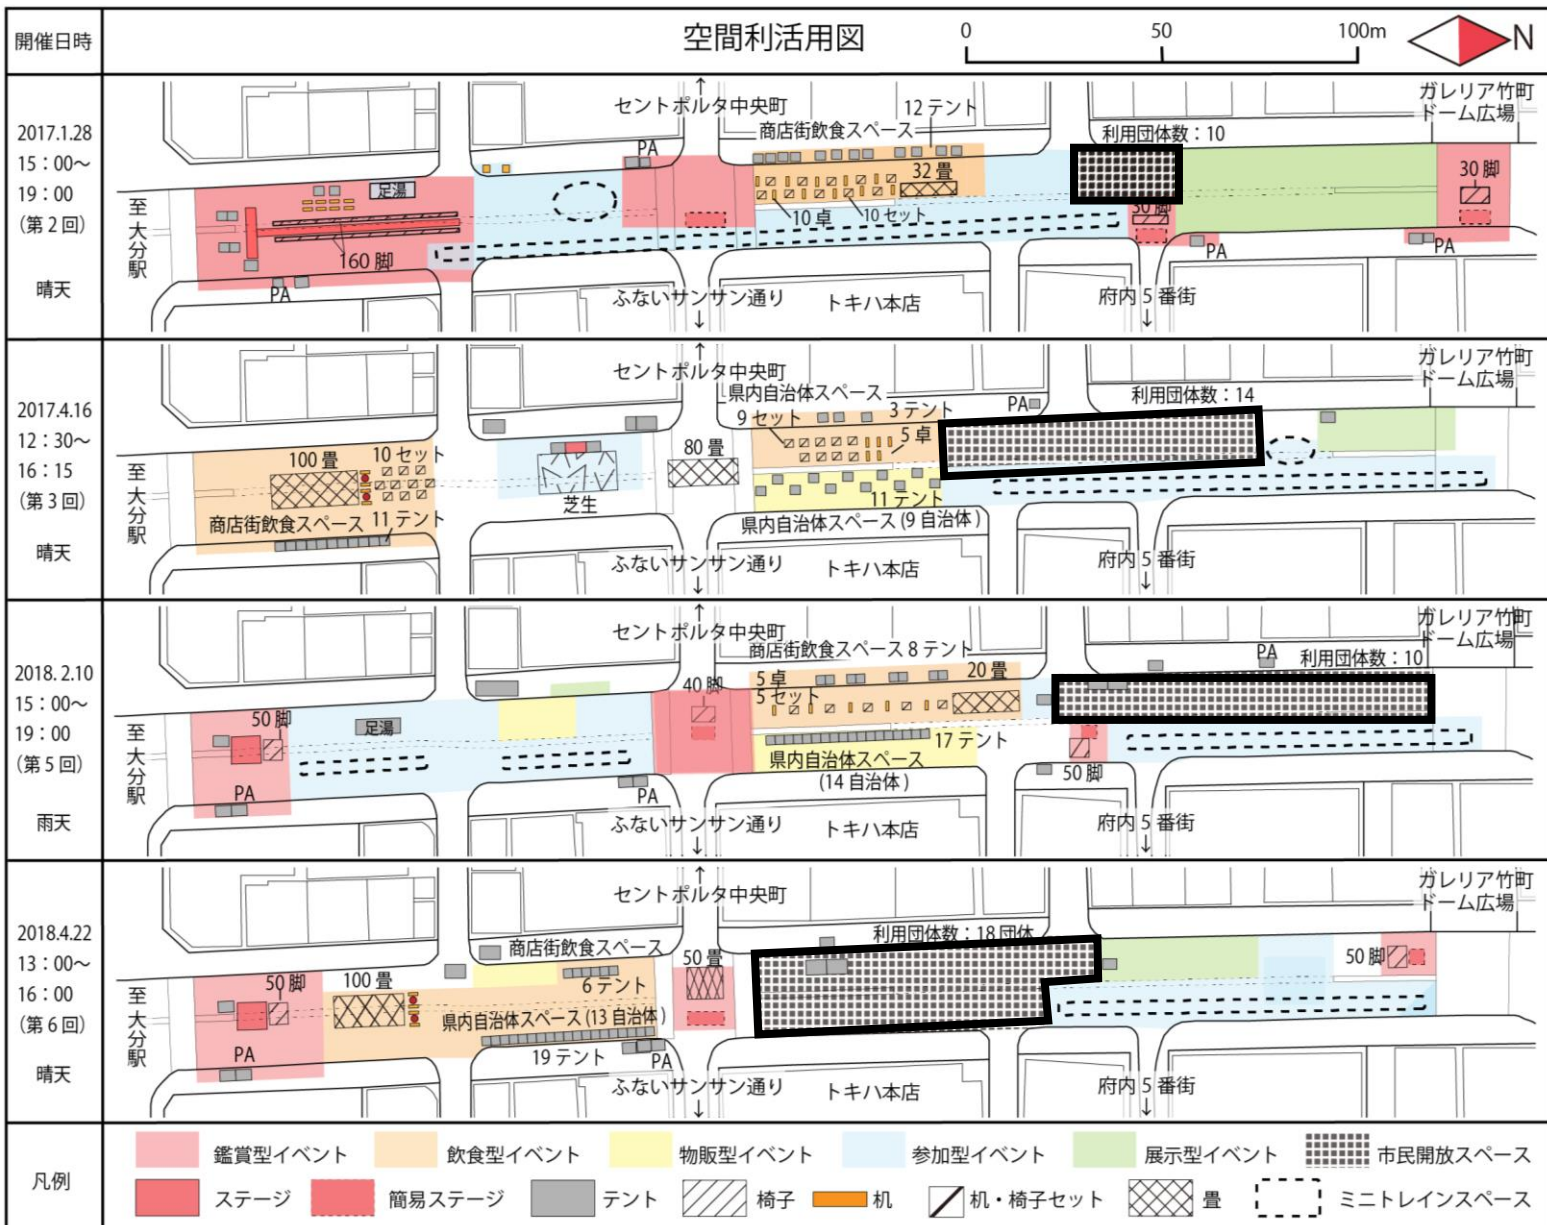 開催日時
空間利活用図
0 50 100m
N
2017.1.28
15：00～
19：00
(第2回)
晴天
セントポルタ中央町
12テント
商店街飲食スペース
利用団体数：10
ガレリア竹町
ドーム広場
PA
足湯
32畳
30脚
至大分駅
10卓
10セット
30脚
160脚
PA
PA
PA
ふないサンサン通り
トキハ本店
府内5番街
2017.4.16
12：30～
16：15
(第3回)
晴天
セントポルタ中央町
県内自治体スペース
ガレリア竹町
ドーム広場
9セット
3テント
PA
利用団体数：14
5卓
100畳
10セット
80畳
至大分駅
芝生
11テント
商店街飲食スペース
11テント
県内自治体スペース(9自治体)
ふないサンサン通り
トキハ本店
府内5番街
2018.2.10
15：00～
19：00
(第5回)
雨天
セントポルタ中央町
商店街飲食スペース8テント
ガレリア竹町
ドーム広場
PA
利用団体数：10
5卓
5セット
20畳
40脚
50脚
足湯
至大分駅
17テント
県内自治体スペース
(14自治体)
50脚
PA
PA
ふないサンサン通り
トキハ本店
府内5番街
2018.4.22
13：00～
16：00
(第6回)
晴天
セントポルタ中央町
ガレリア竹町
ドーム広場
商店街飲食スペース
利用団体数：18団体
50脚
100畳
6テント
50畳
50脚
至大分駅
県内自治体スペース(13自治体)
19テント
PA
PA
ふないサンサン通り
トキハ本店
府内5番街
凡例
鑑賞型イベント 飲食型イベント 物販型イベント 参加型イベント 展示型イベント 市民開放スペース
ステージ 簡易ステージ テント 椅子 机 机・椅子セット 畳 ミニトレインスペース